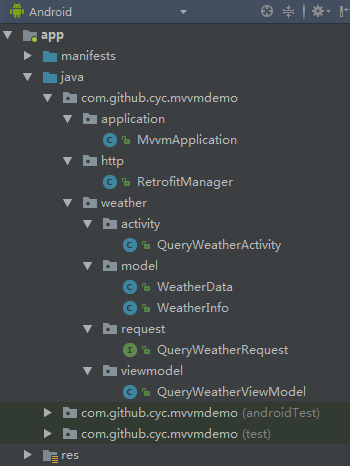 Android
app
manifests
java
com.github.cyc.mvvmdemo
application
C MvvmApplication
http
C RetrofitManager
weather
activity
C QueryWeatherActivity
model
C WeatherData
C WeatherInfo
request
I QueryWeatherRequest
viewmodel
C QueryWeatherViewModel
com.github.cyc.mvvmdemo (androidTest)
com.github.cyc.mvvmdemo (test)
res